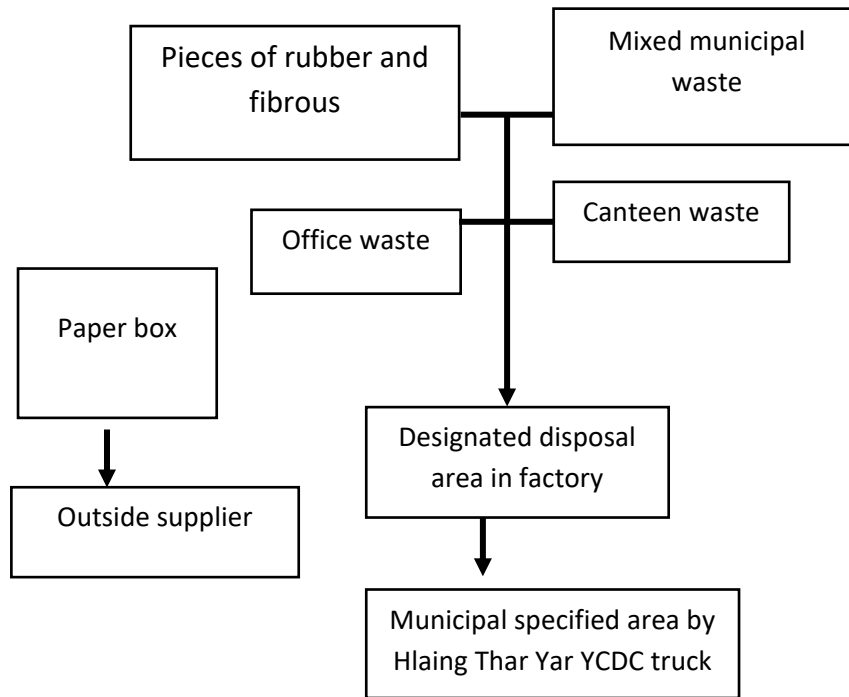 Pieces of rubber and
fibrous
Mixed municipal
waste
Office waste
Canteen waste
Paper box
Designated disposal
area in factory
Outside supplier
Municipal specified area by
Hlaing Thar Yar YCDC truck